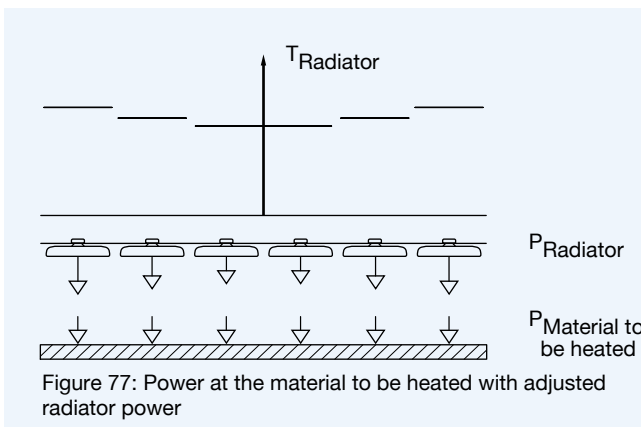 TRadiator
PRadiator
PMaterial to
be heated
Figure 77: Power at the material to be heated with adjusted
radiator power